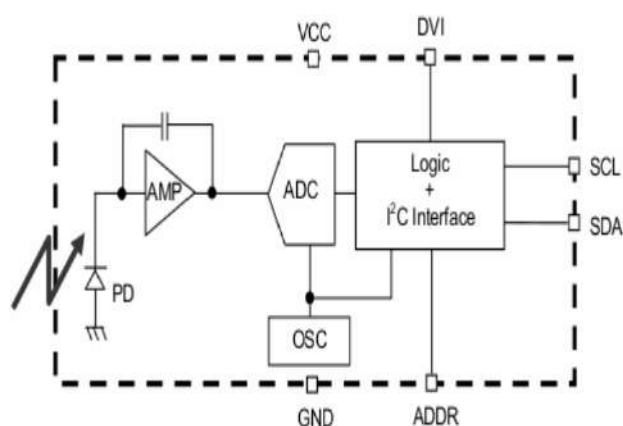 VCC
DVI
AMP
ADC
Logic
+
I²C Interface
SCL
SDA
PD
OSC
GND
ADDR